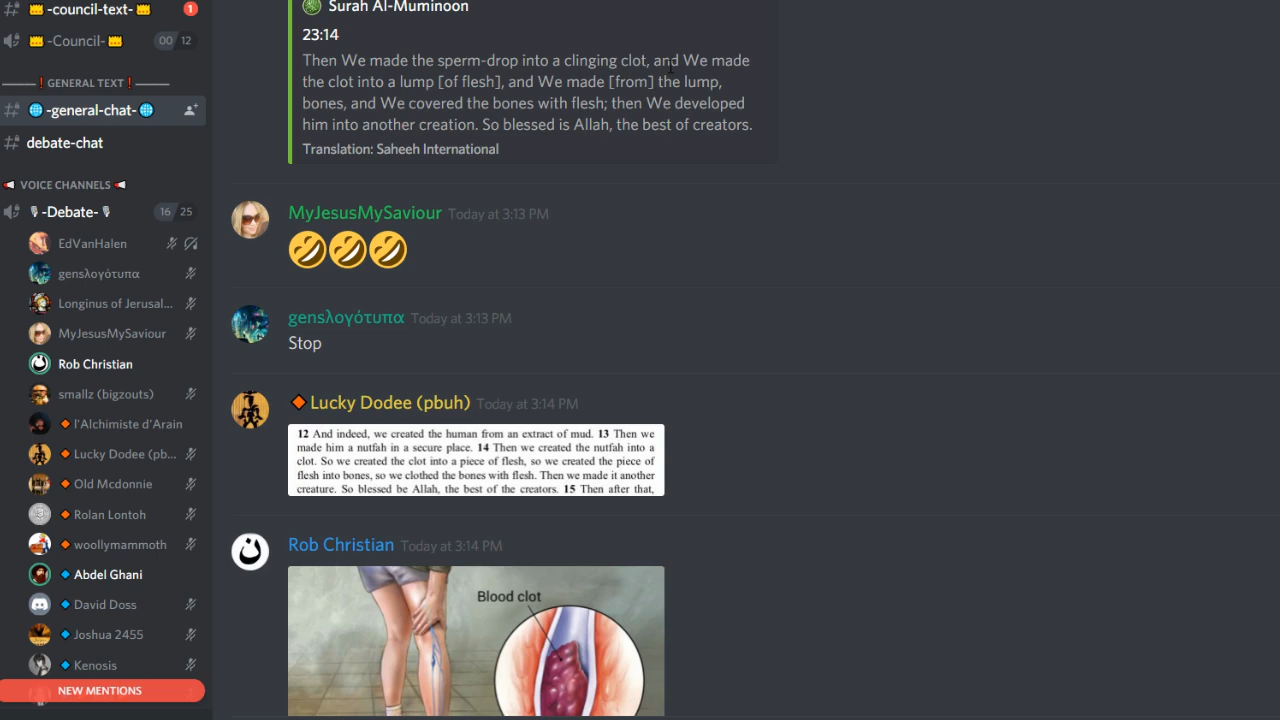 -council-text-
1
-Council-
00 12
GENERAL TEXT
-general-chat-
debate-chat
VOICE CHANNELS
-Debate-
16 25
EdVanHalen
gensλογότυπα
Longinus of Jerusal...
MyJesusMySaviour
Rob Christian
smallz (bigzouts)
l'Alchimiste d'Arain
Lucky Dodee (pb...
Old Mcdonnie
Rolan Lontoh
woollymammoth
Abdel Ghani
David Doss
Joshua 2455
Kenosis
NEW MENTIONS
Surah Al-Muminoon
23:14
Then We made the sperm-drop into a clinging clot, and We made
the clot into a lump [of flesh], and We made [from] the lump,
bones, and We covered the bones with flesh; then We developed
him into another creation. So blessed is Allah, the best of creators.
Translation: Saheeh International
MyJesusMySaviour Today at 3:13 PM
gensλογότυπα Today at 3:13 PM
Stop
Lucky Dodee (pbuh) Today at 3:14 PM
12 And indeed, we created the human from an extract of mud. 13 Then we
made him a nutfah in a secure place. 14 Then we created the nutfah into a
clot. So we created the clot into a piece of flesh, so we created the piece of
flesh into bones, so we clothed the bones with flesh. Then we made it another
creature. So blessed be Allah, the best of the creators. 15 Then after that,
Rob Christian Today at 3:14 PM
ن
Blood clot